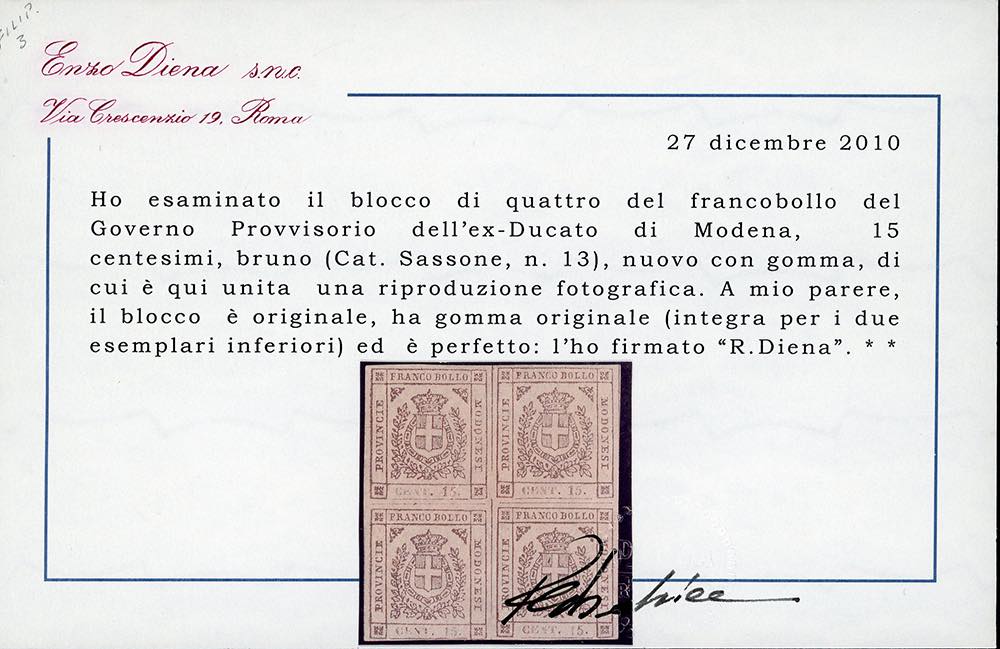 FILIP.
3
Enzo Diena s.n.c.
Via Crescenzio 19, Roma
27 dicembre 2010
Ho esaminato il blocco di quattro del francobollo del
Governo Provvisorio dell'ex-Ducato di Modena, 15
centesimi, bruno (Cat. Sassone, n. 13), nuovo con gomma, di
cui è qui unita una riproduzione fotografica. A mio parere,
il blocco è originale, ha gomma originale (integra per i due
esemplari inferiori) ed è perfetto: l'ho firmato “R.Diena”. * *
FRANCO BOLLO
PROVINCIE
MODONESI
CENT. 15.
FRANCO BOLLO
PROVINCIE
MODONESI
CENT. 15.
FRANCO BOLLO
PROVINCIE
MODONESI
CENT. 15.
FRANCO BOLLO
PROVINCIE
MODONESI
CENT. 15.